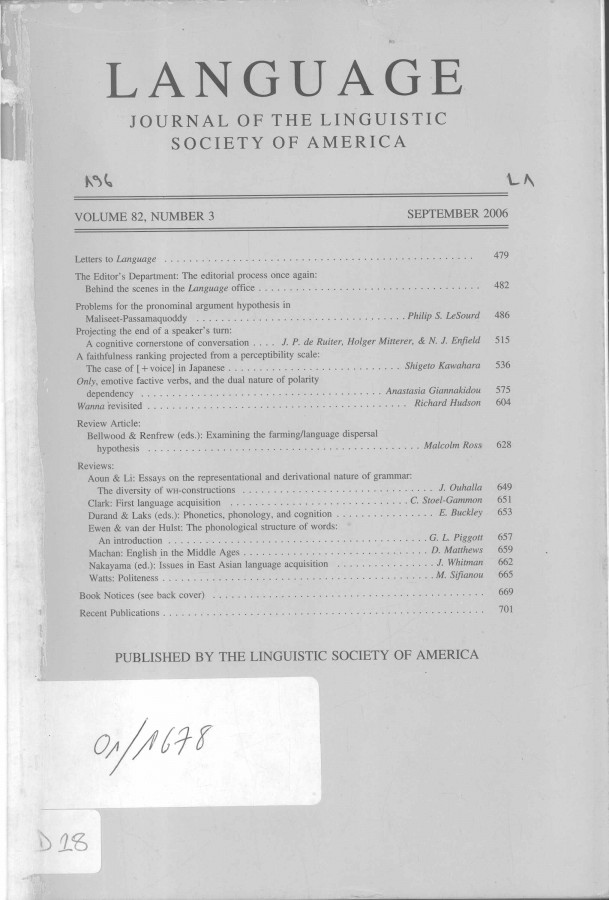 LANGUAGE
JOURNAL OF THE LINGUISTIC
SOCIETY OF AMERICA
196 L1
VOLUME 82, NUMBER 3 SEPTEMBER 2006
Letters to Language . . . . . . . . . . . . . . . . . . . . 479
The Editor's Department: The editorial process once again:
Behind the scenes in the Language office . . . . . . . . . . . . . . . . . . . . 482
Problems for the pronominal argument hypothesis in
Maliseet-Passamaquoddy . . . . . . . . . . . . . . . . . . . . Philip S. LeSourd 486
Projecting the end of a speaker's turn:
A cognitive cornerstone of conversation . . . . J. P. de Ruiter, Holger Mitterer, & N. J. Enfield 515
A faithfulness ranking projected from a perceptibility scale:
The case of [+voice] in Japanese . . . . . . . . . . . . . . . . . . . . Shigeto Kawahara 536
Only, emotive factive verbs, and the dual nature of polarity
dependency . . . . . . . . . . . . . . . . . . . . Anastasia Giannakidou 575
Wanna revisited . . . . . . . . . . . . . . . . . . . . Richard Hudson 604
Review Article:
Bellwood & Renfrew (eds.): Examining the farming/language dispersal
hypothesis . . . . . . . . . . . . . . . . . . . . Malcolm Ross 628
Reviews:
Aoun & Li: Essays on the representational and derivational nature of grammar:
The diversity of WH-constructions . . . . . . . . . . . . . . . . . . . . J. Ouhalla 649
Clark: First language acquisition . . . . . . . . . . . . . . . . . . . . C. Stoel-Gammon 651
Durand & Laks (eds.): Phonetics, phonology, and cognition . . . . . . . . . . . . . . . . E. Buckley 653
Ewen & van der Hulst: The phonological structure of words:
An introduction . . . . . . . . . . . . . . . . . . . . G. L. Piggott 657
Machan: English in the Middle Ages . . . . . . . . . . . . . . . . . . . . D. Matthews 659
Nakayama (ed.): Issues in East Asian language acquisition . . . . . . . . . . . . . . . . J. Whitman 662
Watts: Politeness . . . . . . . . . . . . . . . . . . . . M. Sifianou 665
Book Notices (see back cover) . . . . . . . . . . . . . . . . . . . . 669
Recent Publications . . . . . . . . . . . . . . . . . . . . 701
PUBLISHED BY THE LINGUISTIC SOCIETY OF AMERICA
01/1678
D 18